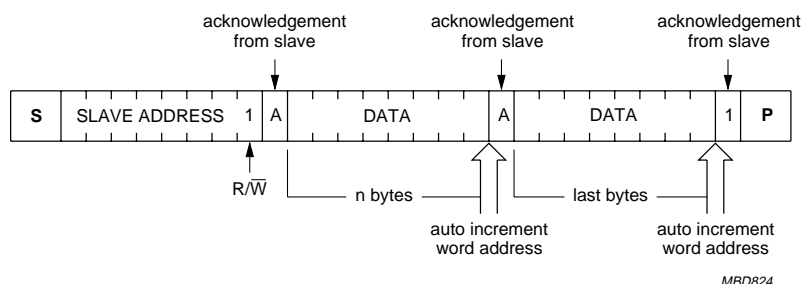 acknowledgement from slave
acknowledgement from slave
acknowledgement from slave
S SLAVE ADDRESS 1 A DATA A DATA 1 P
R/W̅
n bytes
last bytes
auto increment word address
auto increment word address
MBD824